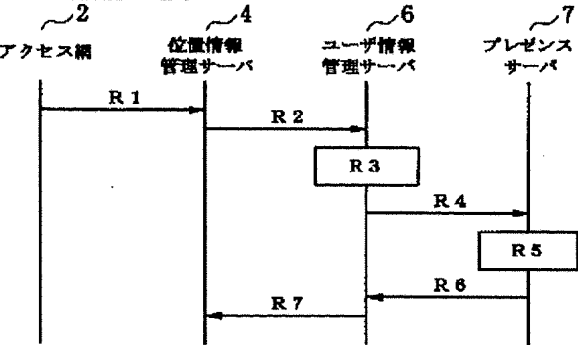 2
4
6
7
アクセス網
位置情報
管理サーバ
ユーザ情報
管理サーバ
プレゼンス
サーバ
R1
R2
R3
R4
R5
R6
R7